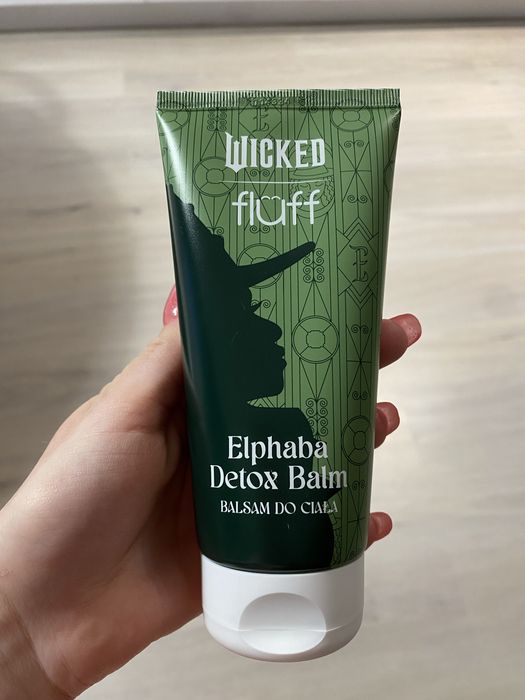 WICKED
fluff
Elphaba
Detox Balm
BALSAM DO CIAŁA